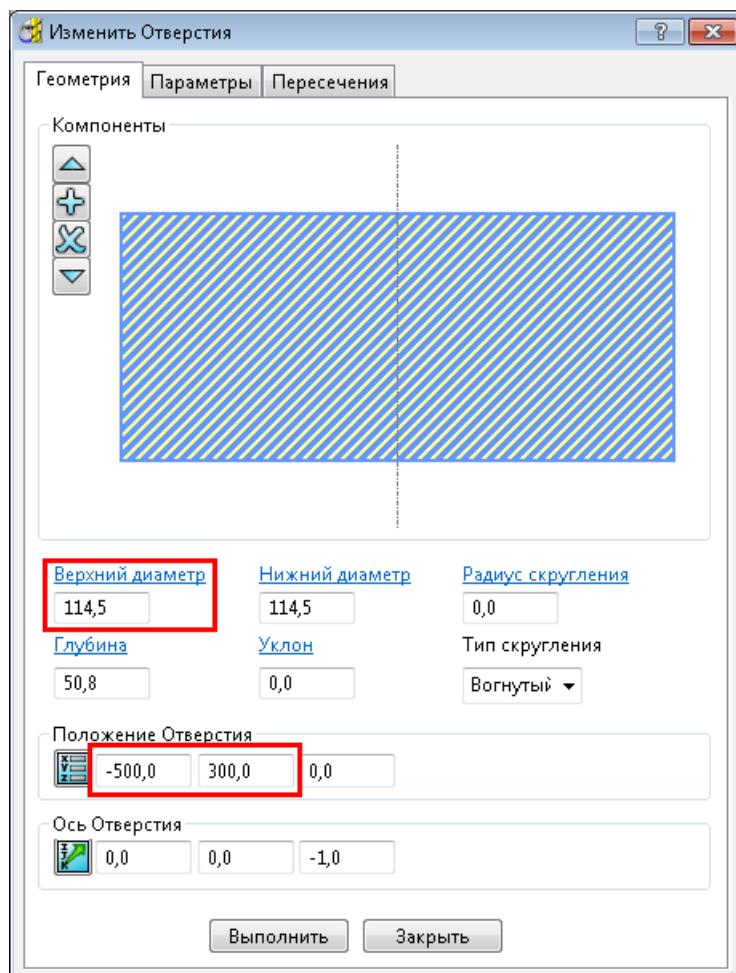 Изменить Отверстия
Геометрия Параметры Пересечения
Компоненты
Верхний диаметр Нижний диаметр Радиус скругления
114,5 114,5 0,0
Глубина Уклон Тип скругления
50,8 0,0 Вогнутый
Положение Отверстия
X Y Z -500,0 300,0 0,0
Ось Отверстия
I J K 0,0 0,0 -1,0
Выполнить Закрыть